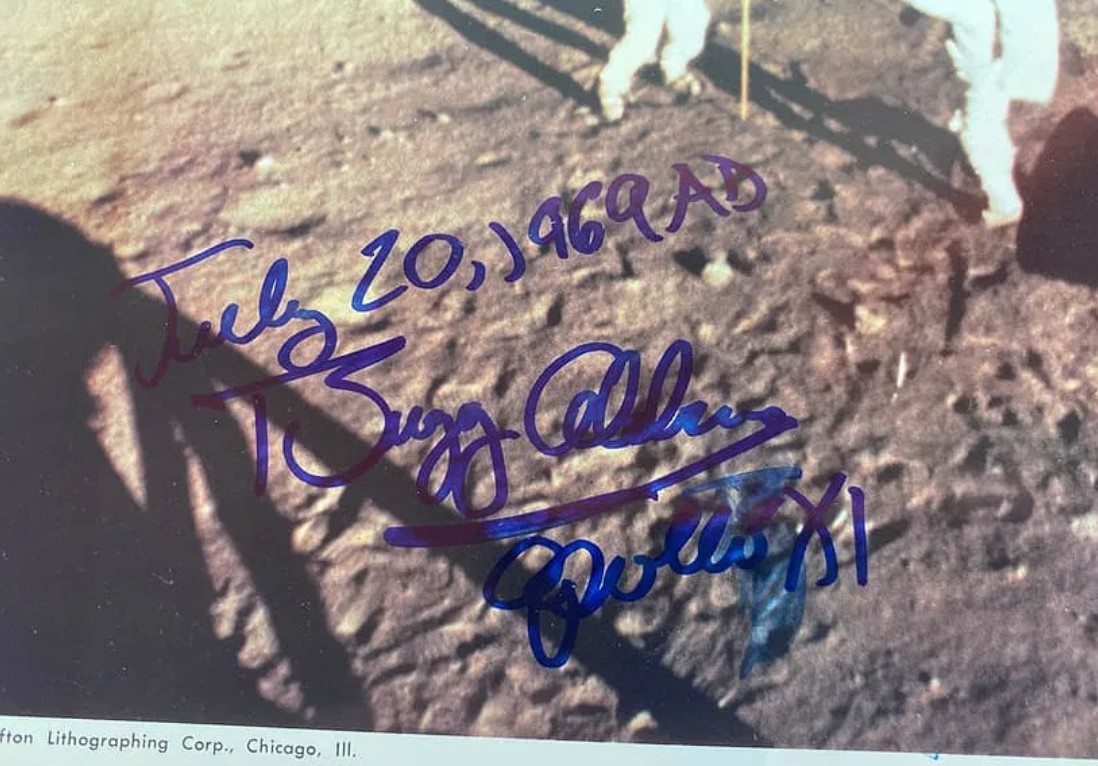 July 20, 1969 AD
Buzz Aldrin
Apollo XI
fton Lithographing Corp., Chicago, Ill.